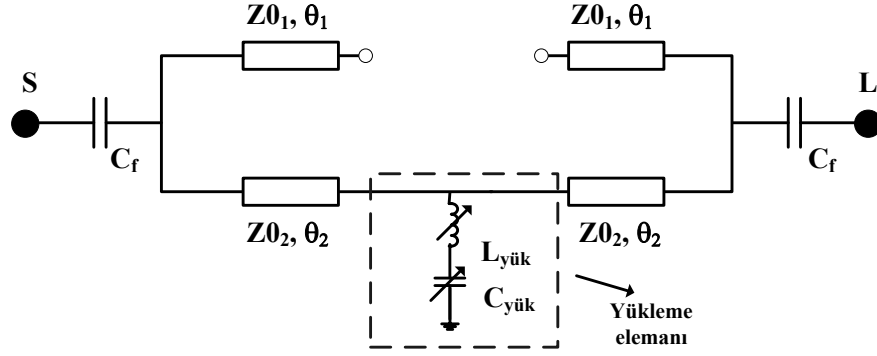 Z0₁, θ₁
Z0₁, θ₁
S
L
C_f
C_f
Z0₂, θ₂
Z0₂, θ₂
L_yük
C_yük
Yükleme
elemanı